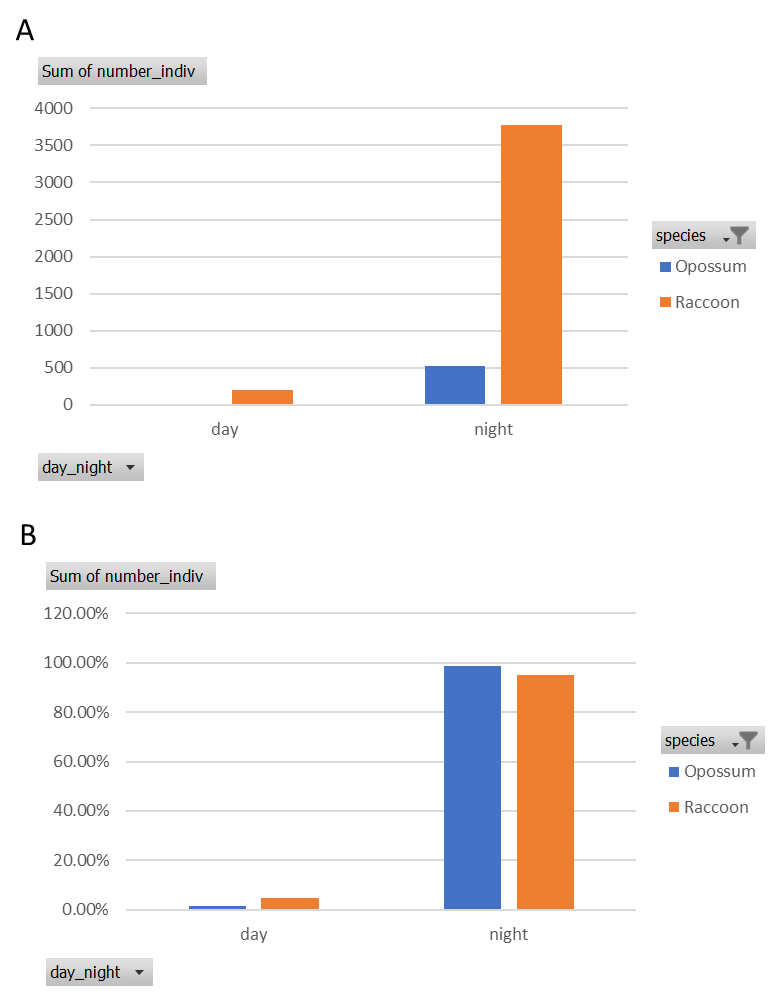 A
Sum of number_indiv
4000
3500
3000
2500
2000
1500
1000
500
0
day night
species
Opossum
Raccoon
day_night
B
Sum of number_indiv
120.00%
100.00%
80.00%
60.00%
40.00%
20.00%
0.00%
day night
species
Opossum
Raccoon
day_night